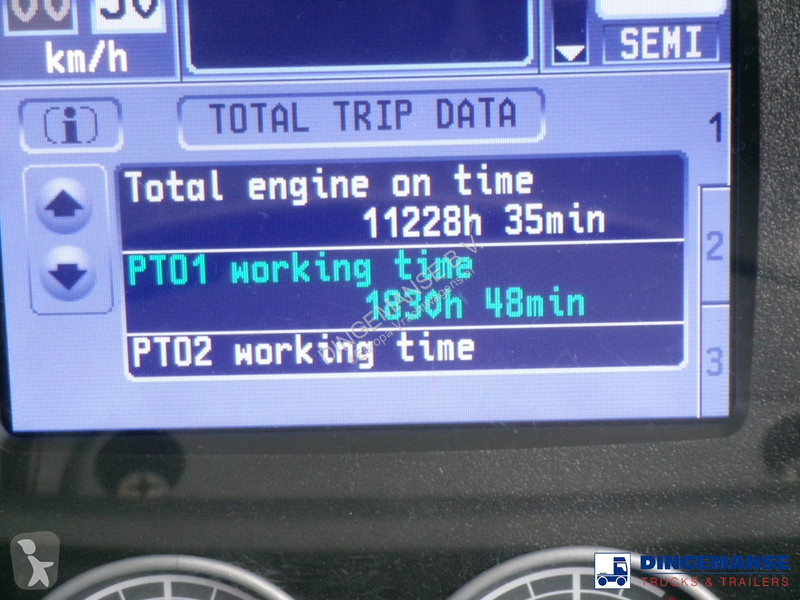 km/h
SEMI
TOTAL TRIP DATA
1
Total engine on time
11228h 35min
2
PTO1 working time
1830h 48min
PTO2 working time
3
DINGEMANSE B.V.
DINGEMANSE
TRUCKS & TRAILERS